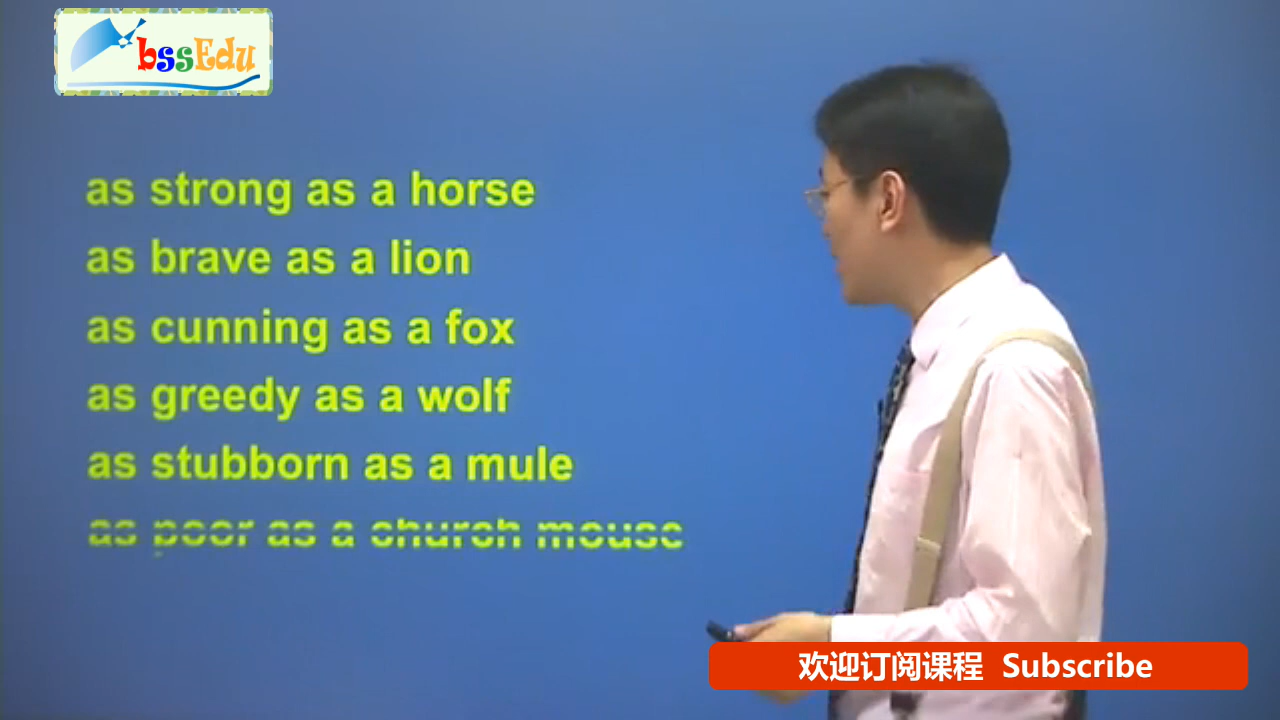 bssEdu
as strong as a horse
as brave as a lion
as cunning as a fox
as greedy as a wolf
as stubborn as a mule
as poor as a church mouse
欢迎订阅课程 Subscribe